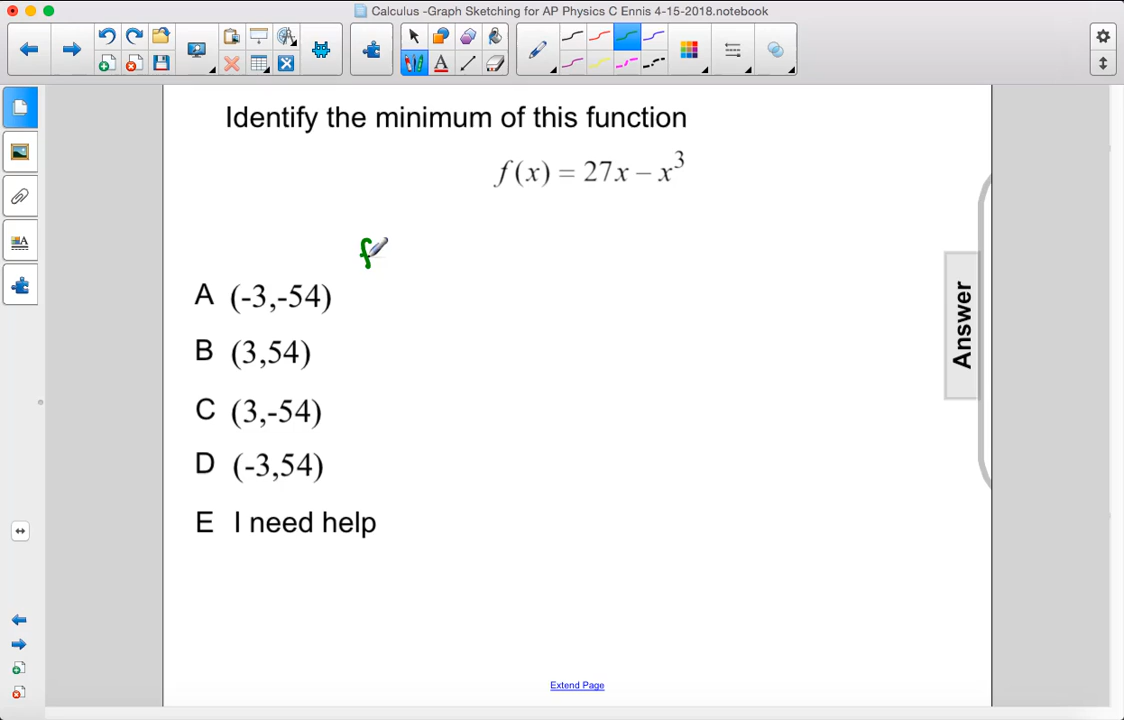 Calculus -Graph Sketching for AP Physics C Ennis 4-15-2018.notebook
Identify the minimum of this function
f(x) = 27x − x³
f
A (-3,-54)
B (3,54)
C (3,-54)
D (-3,54)
E I need help
Answer
Extend Page